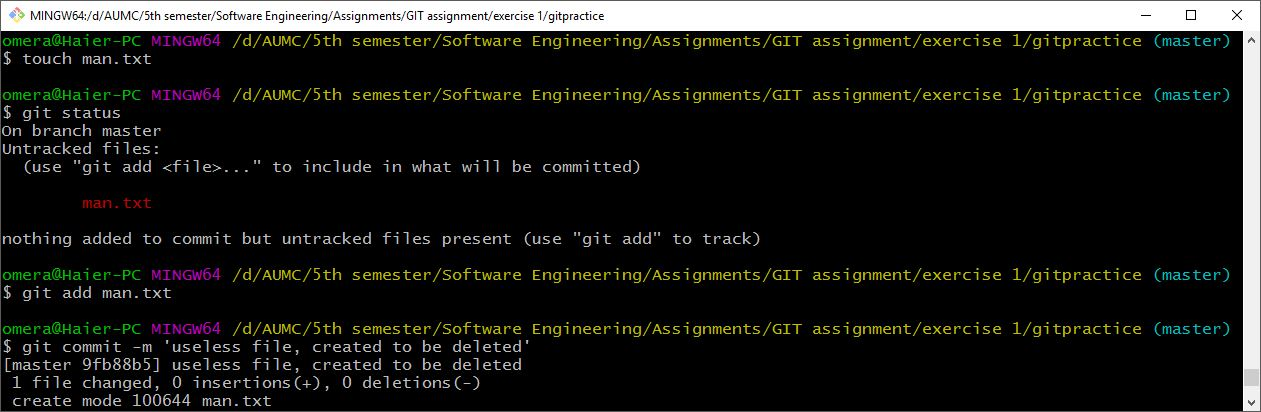 MINGW64:/d/AUMC/5th semester/Software Engineering/Assignments/GIT assignment/exercise 1/gitpractice
omera@Haier-PC MINGW64 /d/AUMC/5th semester/Software Engineering/Assignments/GIT assignment/exercise 1/gitpractice (master)
$ touch man.txt
omera@Haier-PC MINGW64 /d/AUMC/5th semester/Software Engineering/Assignments/GIT assignment/exercise 1/gitpractice (master)
$ git status
On branch master
Untracked files:
  (use "git add <file>..." to include in what will be committed)
        man.txt
nothing added to commit but untracked files present (use "git add" to track)
omera@Haier-PC MINGW64 /d/AUMC/5th semester/Software Engineering/Assignments/GIT assignment/exercise 1/gitpractice (master)
$ git add man.txt
omera@Haier-PC MINGW64 /d/AUMC/5th semester/Software Engineering/Assignments/GIT assignment/exercise 1/gitpractice (master)
$ git commit -m 'useless file, created to be deleted'
[master 9fb88b5] useless file, created to be deleted
 1 file changed, 0 insertions(+), 0 deletions(-)
 create mode 100644 man.txt